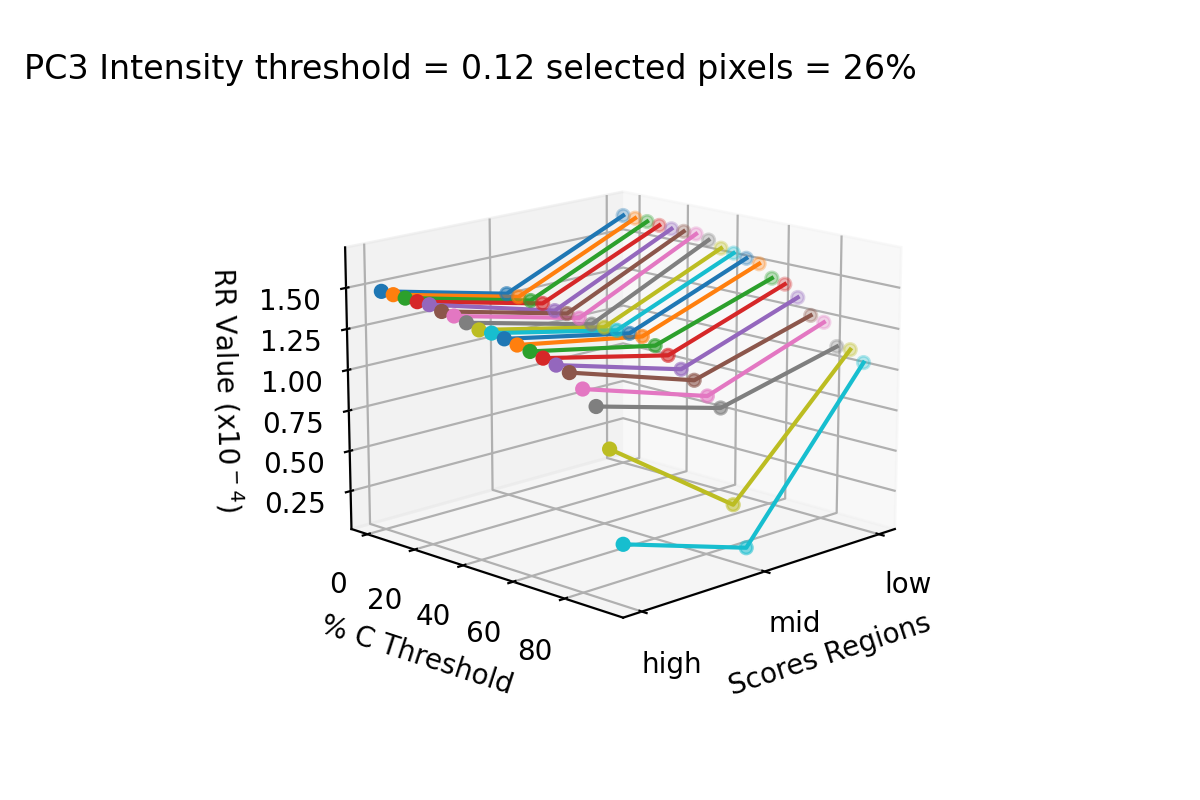 PC3 Intensity threshold = 0.12 selected pixels = 26%
RR Value (x10⁻⁴)
1.50
1.25
1.00
0.75
0.50
0.25
0
20
40
60
80
% C Threshold
high
mid
low
Scores Regions